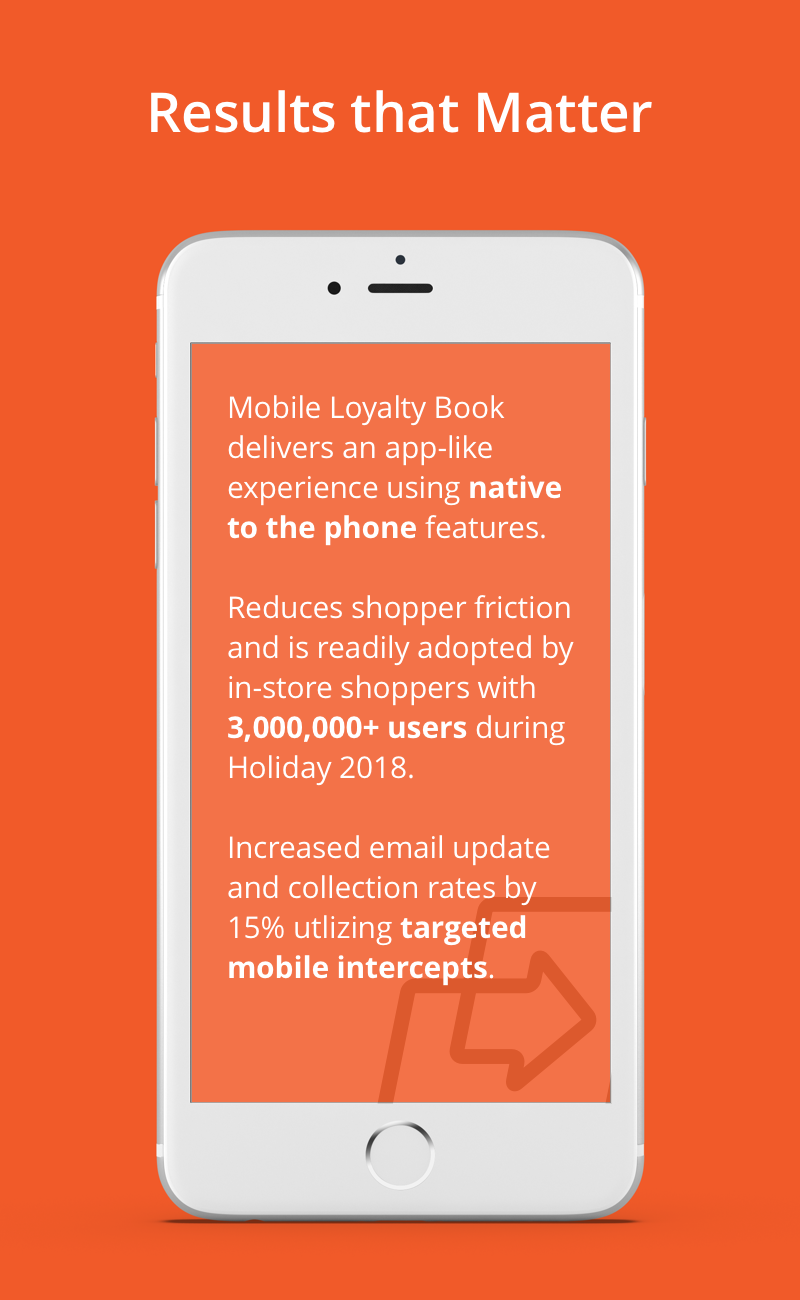 Results that Matter
Mobile Loyalty Book
delivers an app-like
experience using native
to the phone features.
Reduces shopper friction
and is readily adopted by
in-store shoppers with
3,000,000+ users during
Holiday 2018.
Increased email update
and collection rates by
15% utlizing targeted
mobile intercepts.